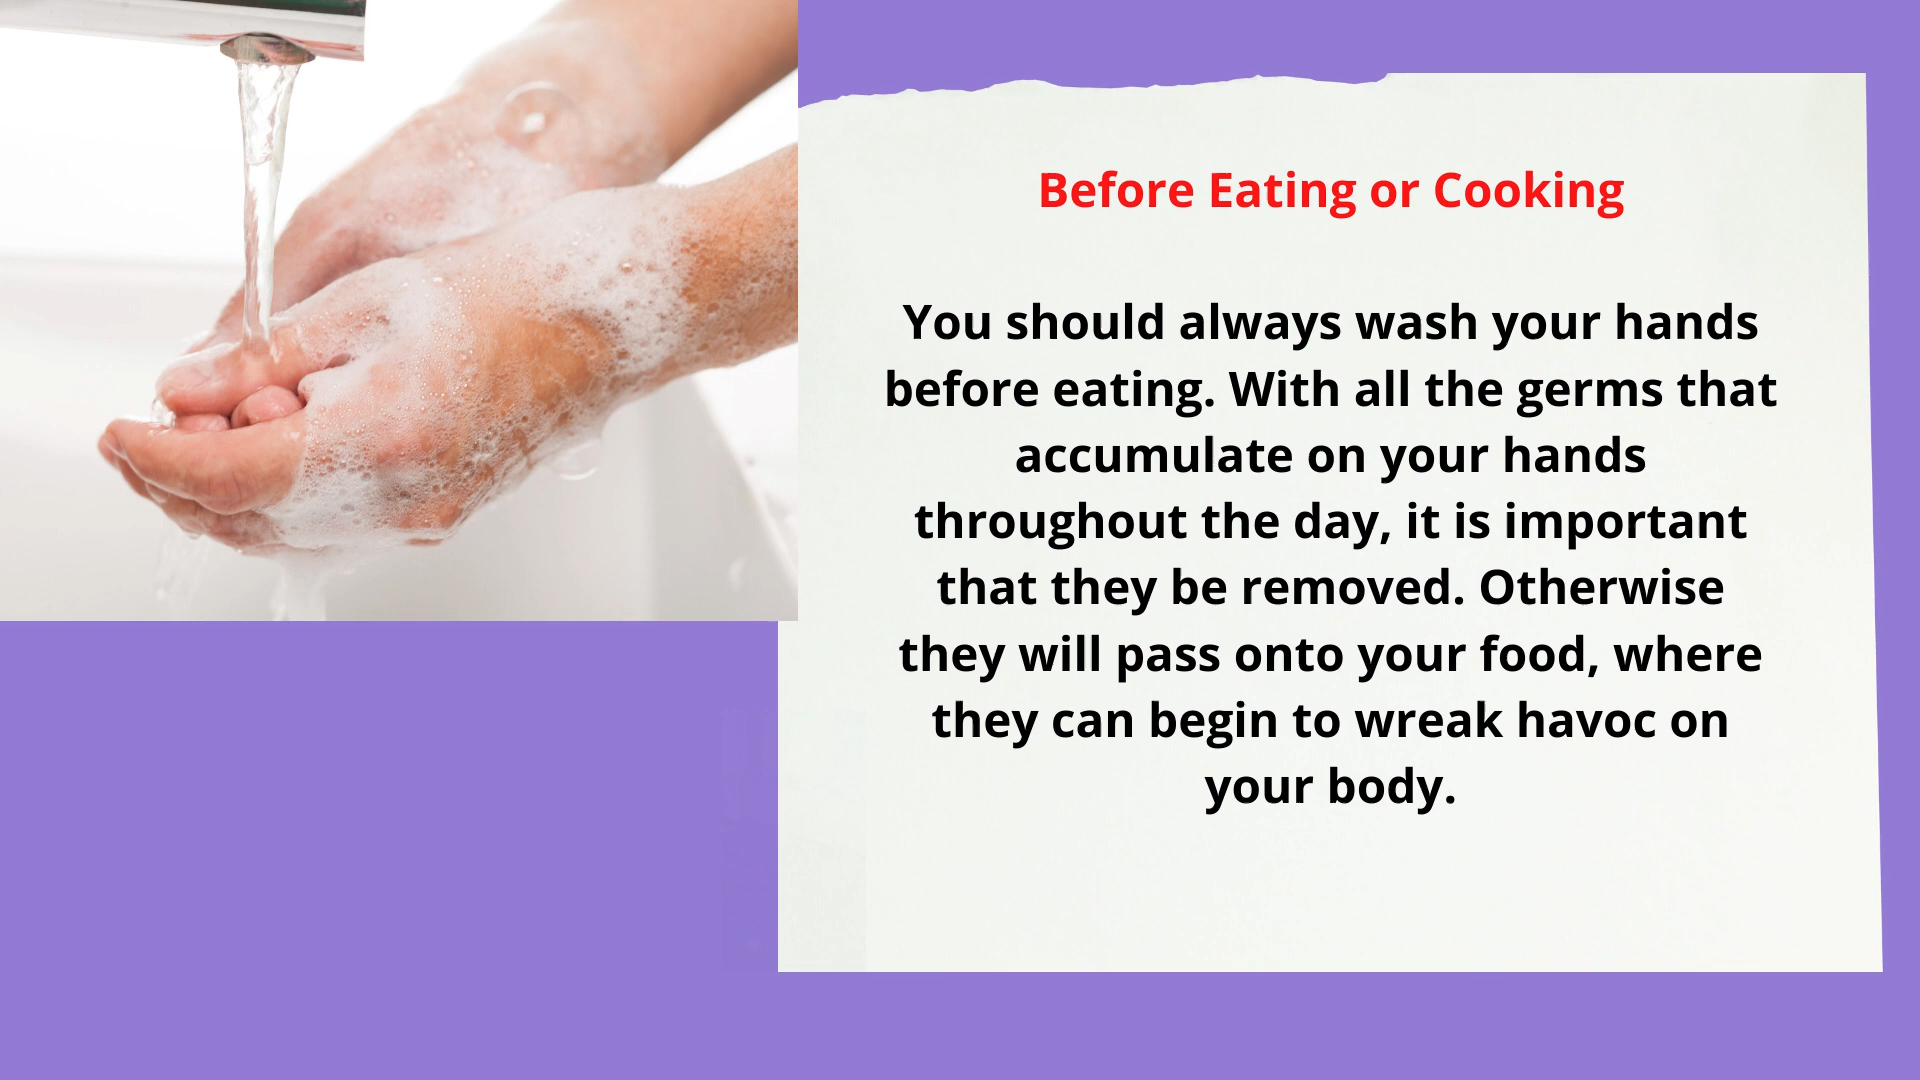 Before Eating or Cooking
You should always wash your hands
before eating. With all the germs that
accumulate on your hands
throughout the day, it is important
that they be removed. Otherwise
they will pass onto your food, where
they can begin to wreak havoc on
your body.